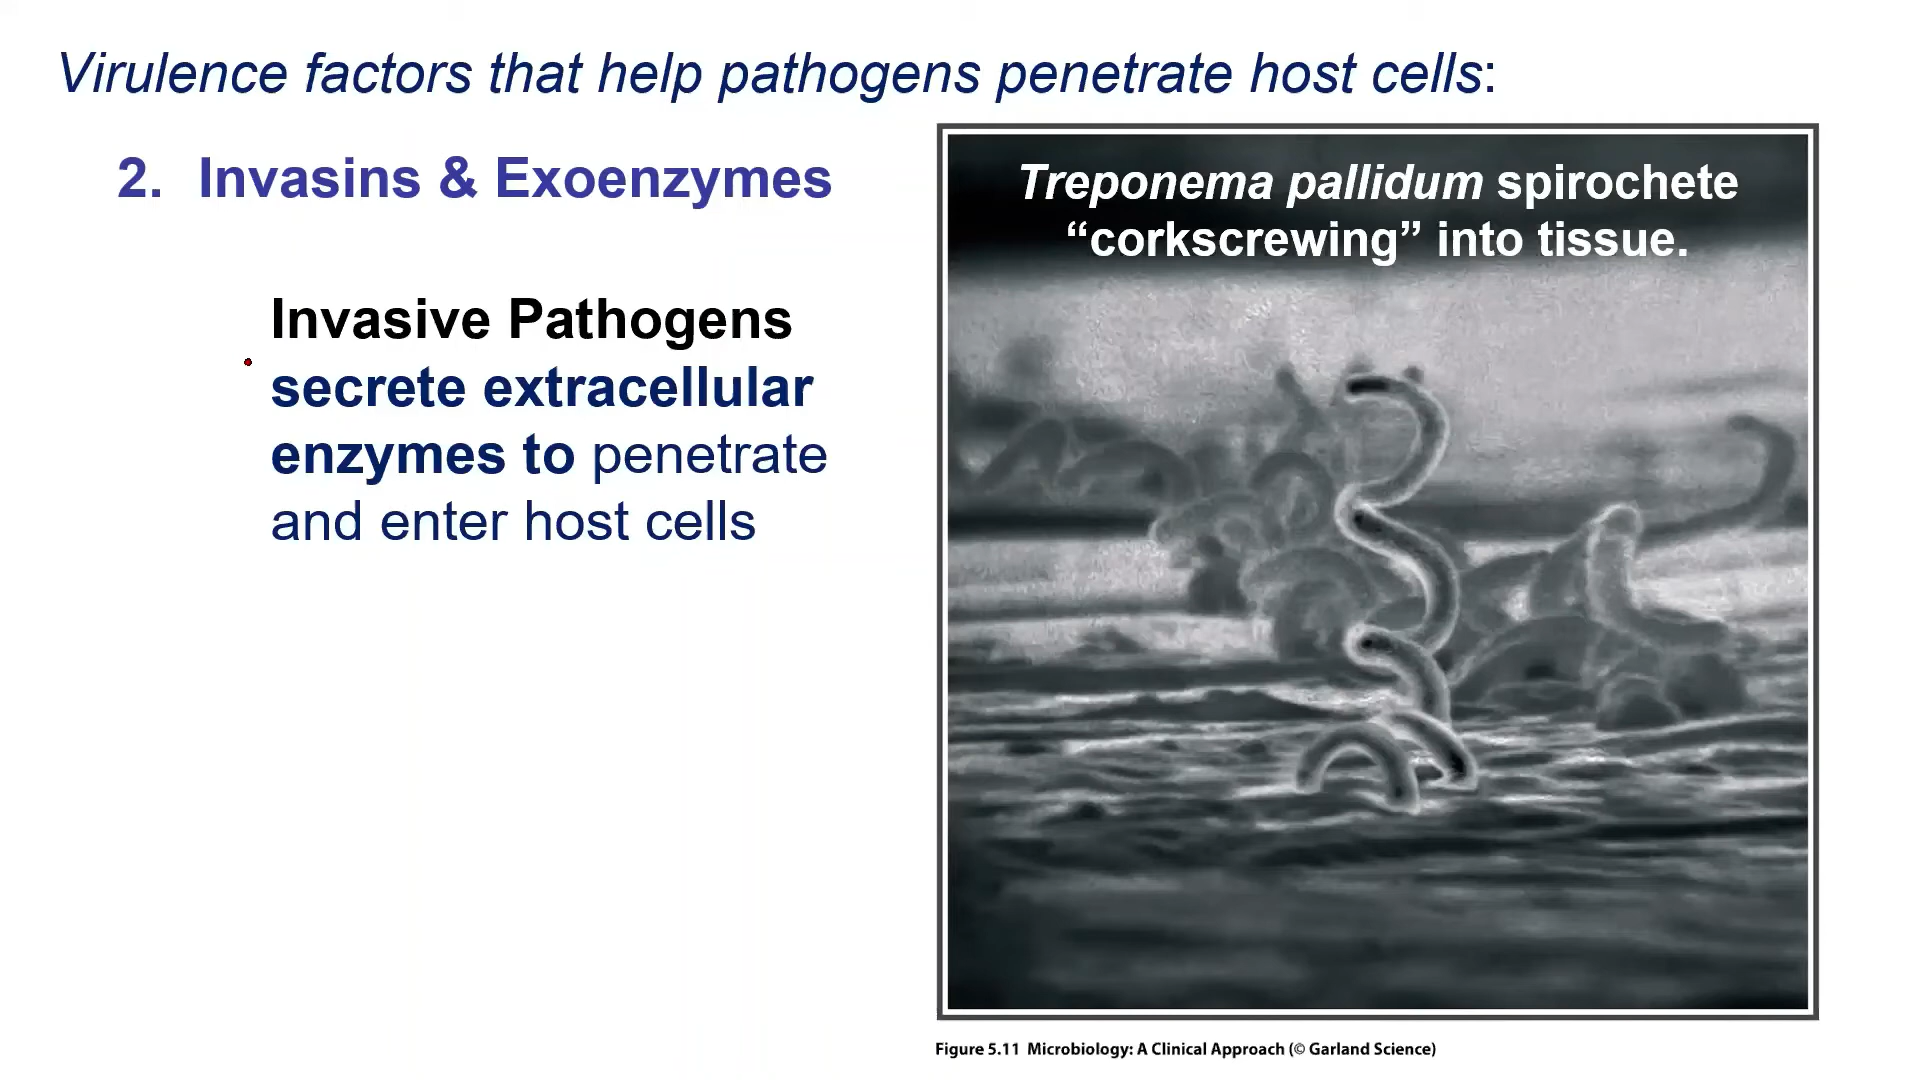 Virulence factors that help pathogens penetrate host cells:
2. Invasins & Exoenzymes
Invasive Pathogens
secrete extracellular
enzymes to penetrate
and enter host cells
Treponema pallidum spirochete
“corkscrewing” into tissue.
Figure 5.11 Microbiology: A Clinical Approach (© Garland Science)